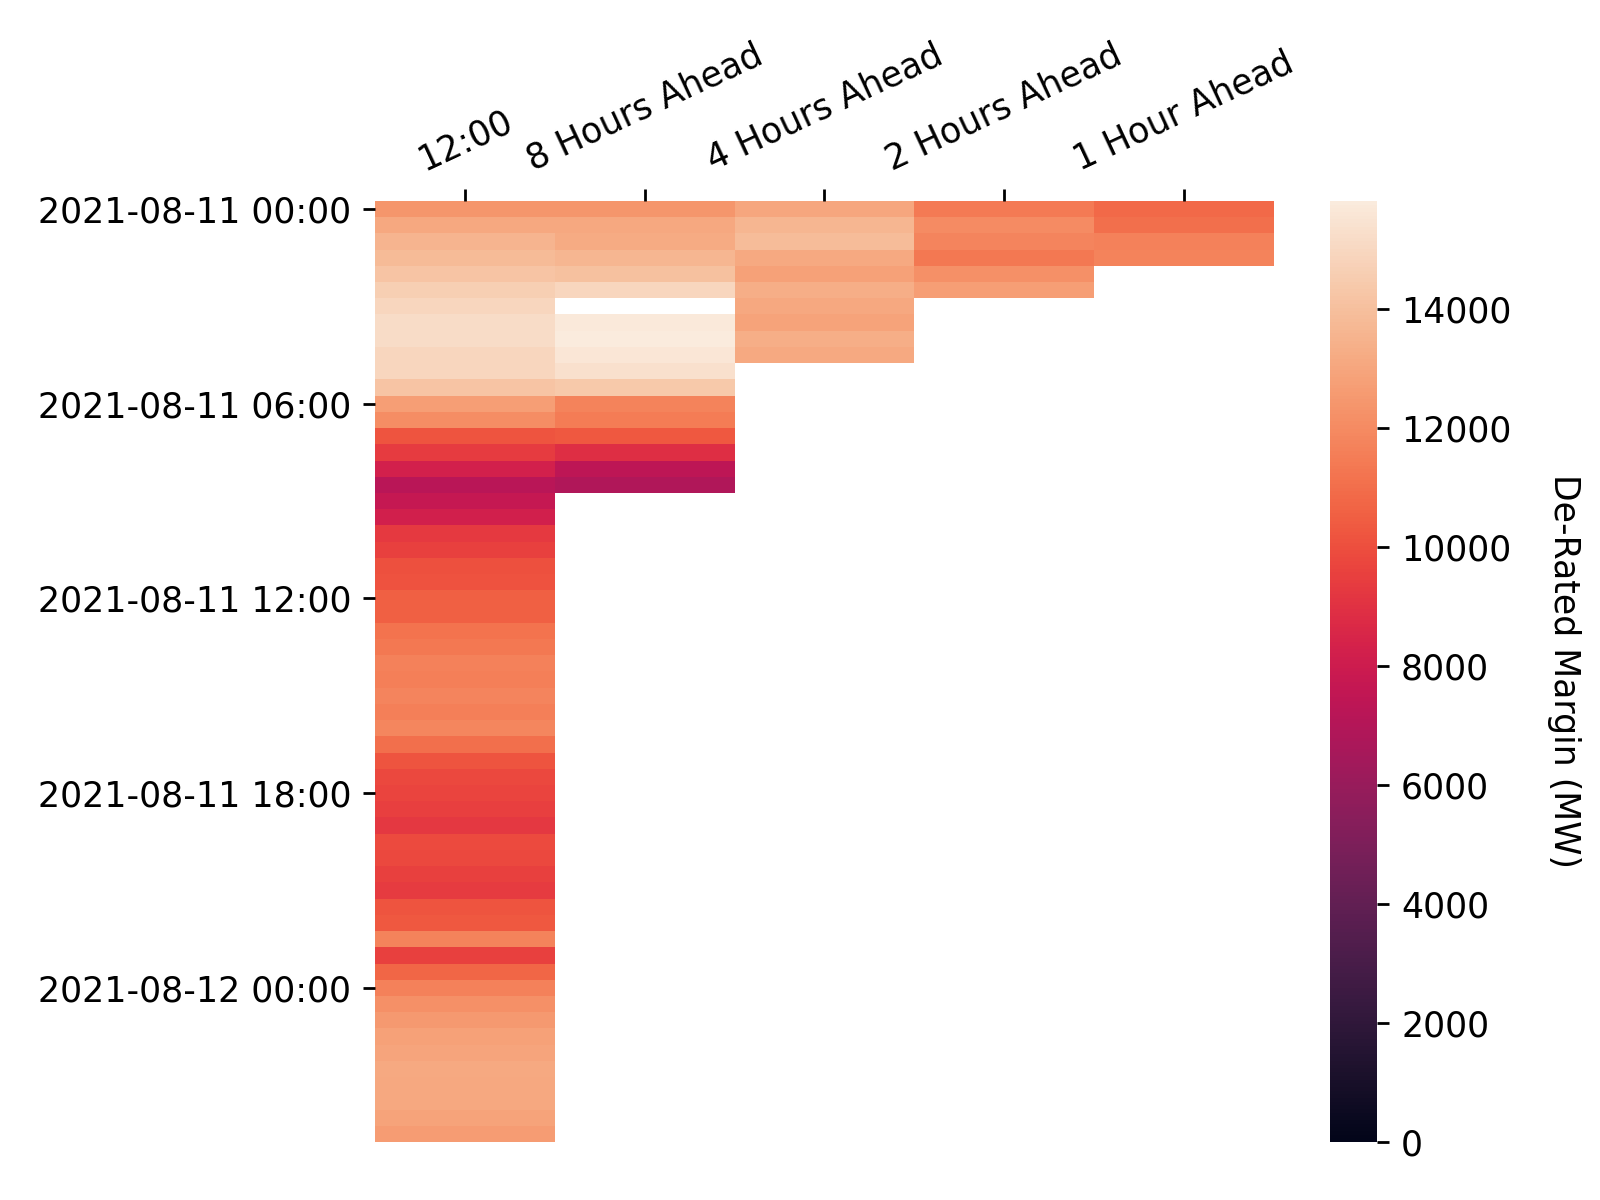 12:00
8 Hours Ahead
4 Hours Ahead
2 Hours Ahead
1 Hour Ahead
2021-08-11 00:00
2021-08-11 06:00
2021-08-11 12:00
2021-08-11 18:00
2021-08-12 00:00
14000
12000
10000
8000
6000
4000
2000
0
De-Rated Margin (MW)